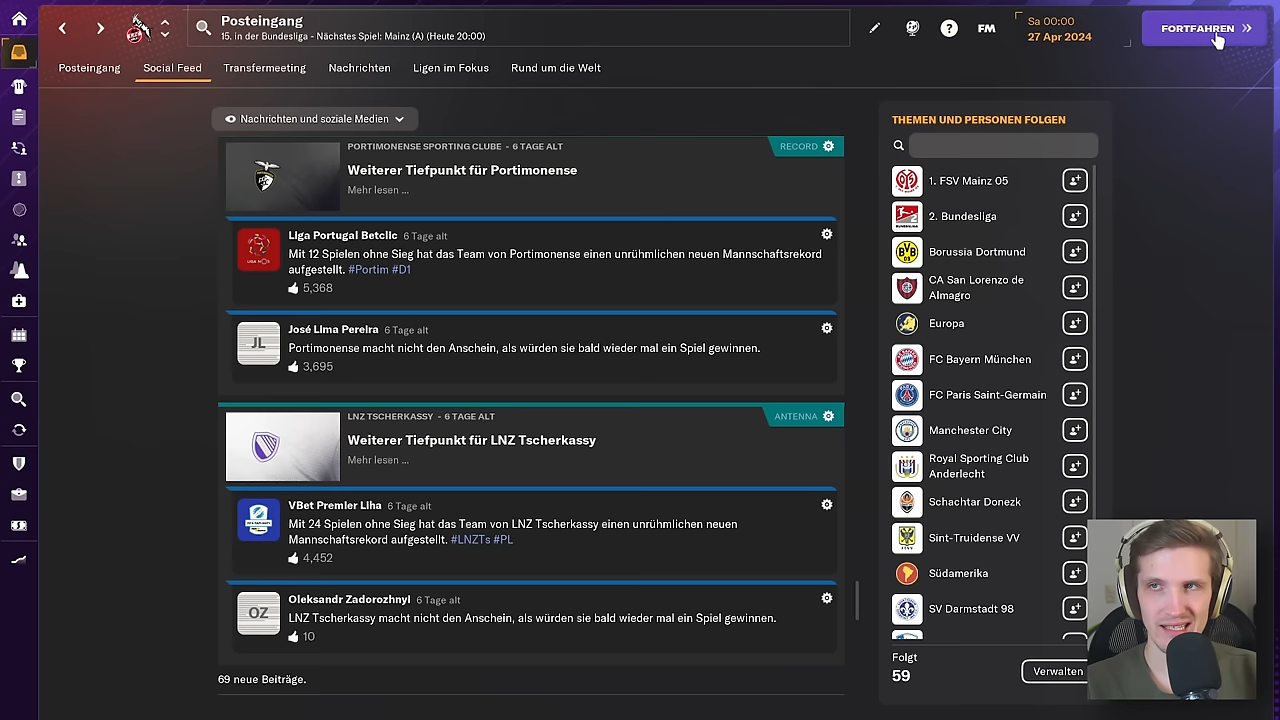 Posteingang
15. in der Bundesliga - Nächstes Spiel: Mainz (A) (Heute 20:00)
FM
Sa 00:00
27 Apr 2024
FORTFAHREN
Posteingang
Social Feed
Transfermeeting
Nachrichten
Ligen im Fokus
Rund um die Welt
Nachrichten und soziale Medien
PORTIMONENSE SPORTING CLUBE - 6 TAGE ALT
RECORD
Weiterer Tiefpunkt für Portimonense
Mehr lesen ...
Liga Portugal Betclic 6 Tage alt
Mit 12 Spielen ohne Sieg hat das Team von Portimonense einen unrühmlichen neuen Mannschaftsrekord
aufgestellt. #Portim #D1
5,368
JL
José Lima Pereira 6 Tage alt
Portimonense macht nicht den Anschein, als würden sie bald wieder mal ein Spiel gewinnen.
3,695
LNZ TSCHERKASSY - 6 TAGE ALT
ANTENNA
Weiterer Tiefpunkt für LNZ Tscherkassy
Mehr lesen ...
VBet Premier Liha 6 Tage alt
Mit 24 Spielen ohne Sieg hat das Team von LNZ Tscherkassy einen unrühmlichen neuen
Mannschaftsrekord aufgestellt. #LNZTs #PL
4,452
OZ
Oleksandr Zadorozhnyi 6 Tage alt
LNZ Tscherkassy macht nicht den Anschein, als würden sie bald wieder mal ein Spiel gewinnen.
10
69 neue Beiträge.
THEMEN UND PERSONEN FOLGEN
1. FSV Mainz 05
2. Bundesliga
Borussia Dortmund
CA San Lorenzo de
Almagro
Europa
FC Bayern München
FC Paris Saint-Germain
Manchester City
Royal Sporting Club
Anderlecht
Schachtar Donezk
Sint-Truidense VV
Südamerika
SV Darmstadt 98
Folgt
59
Verwalten